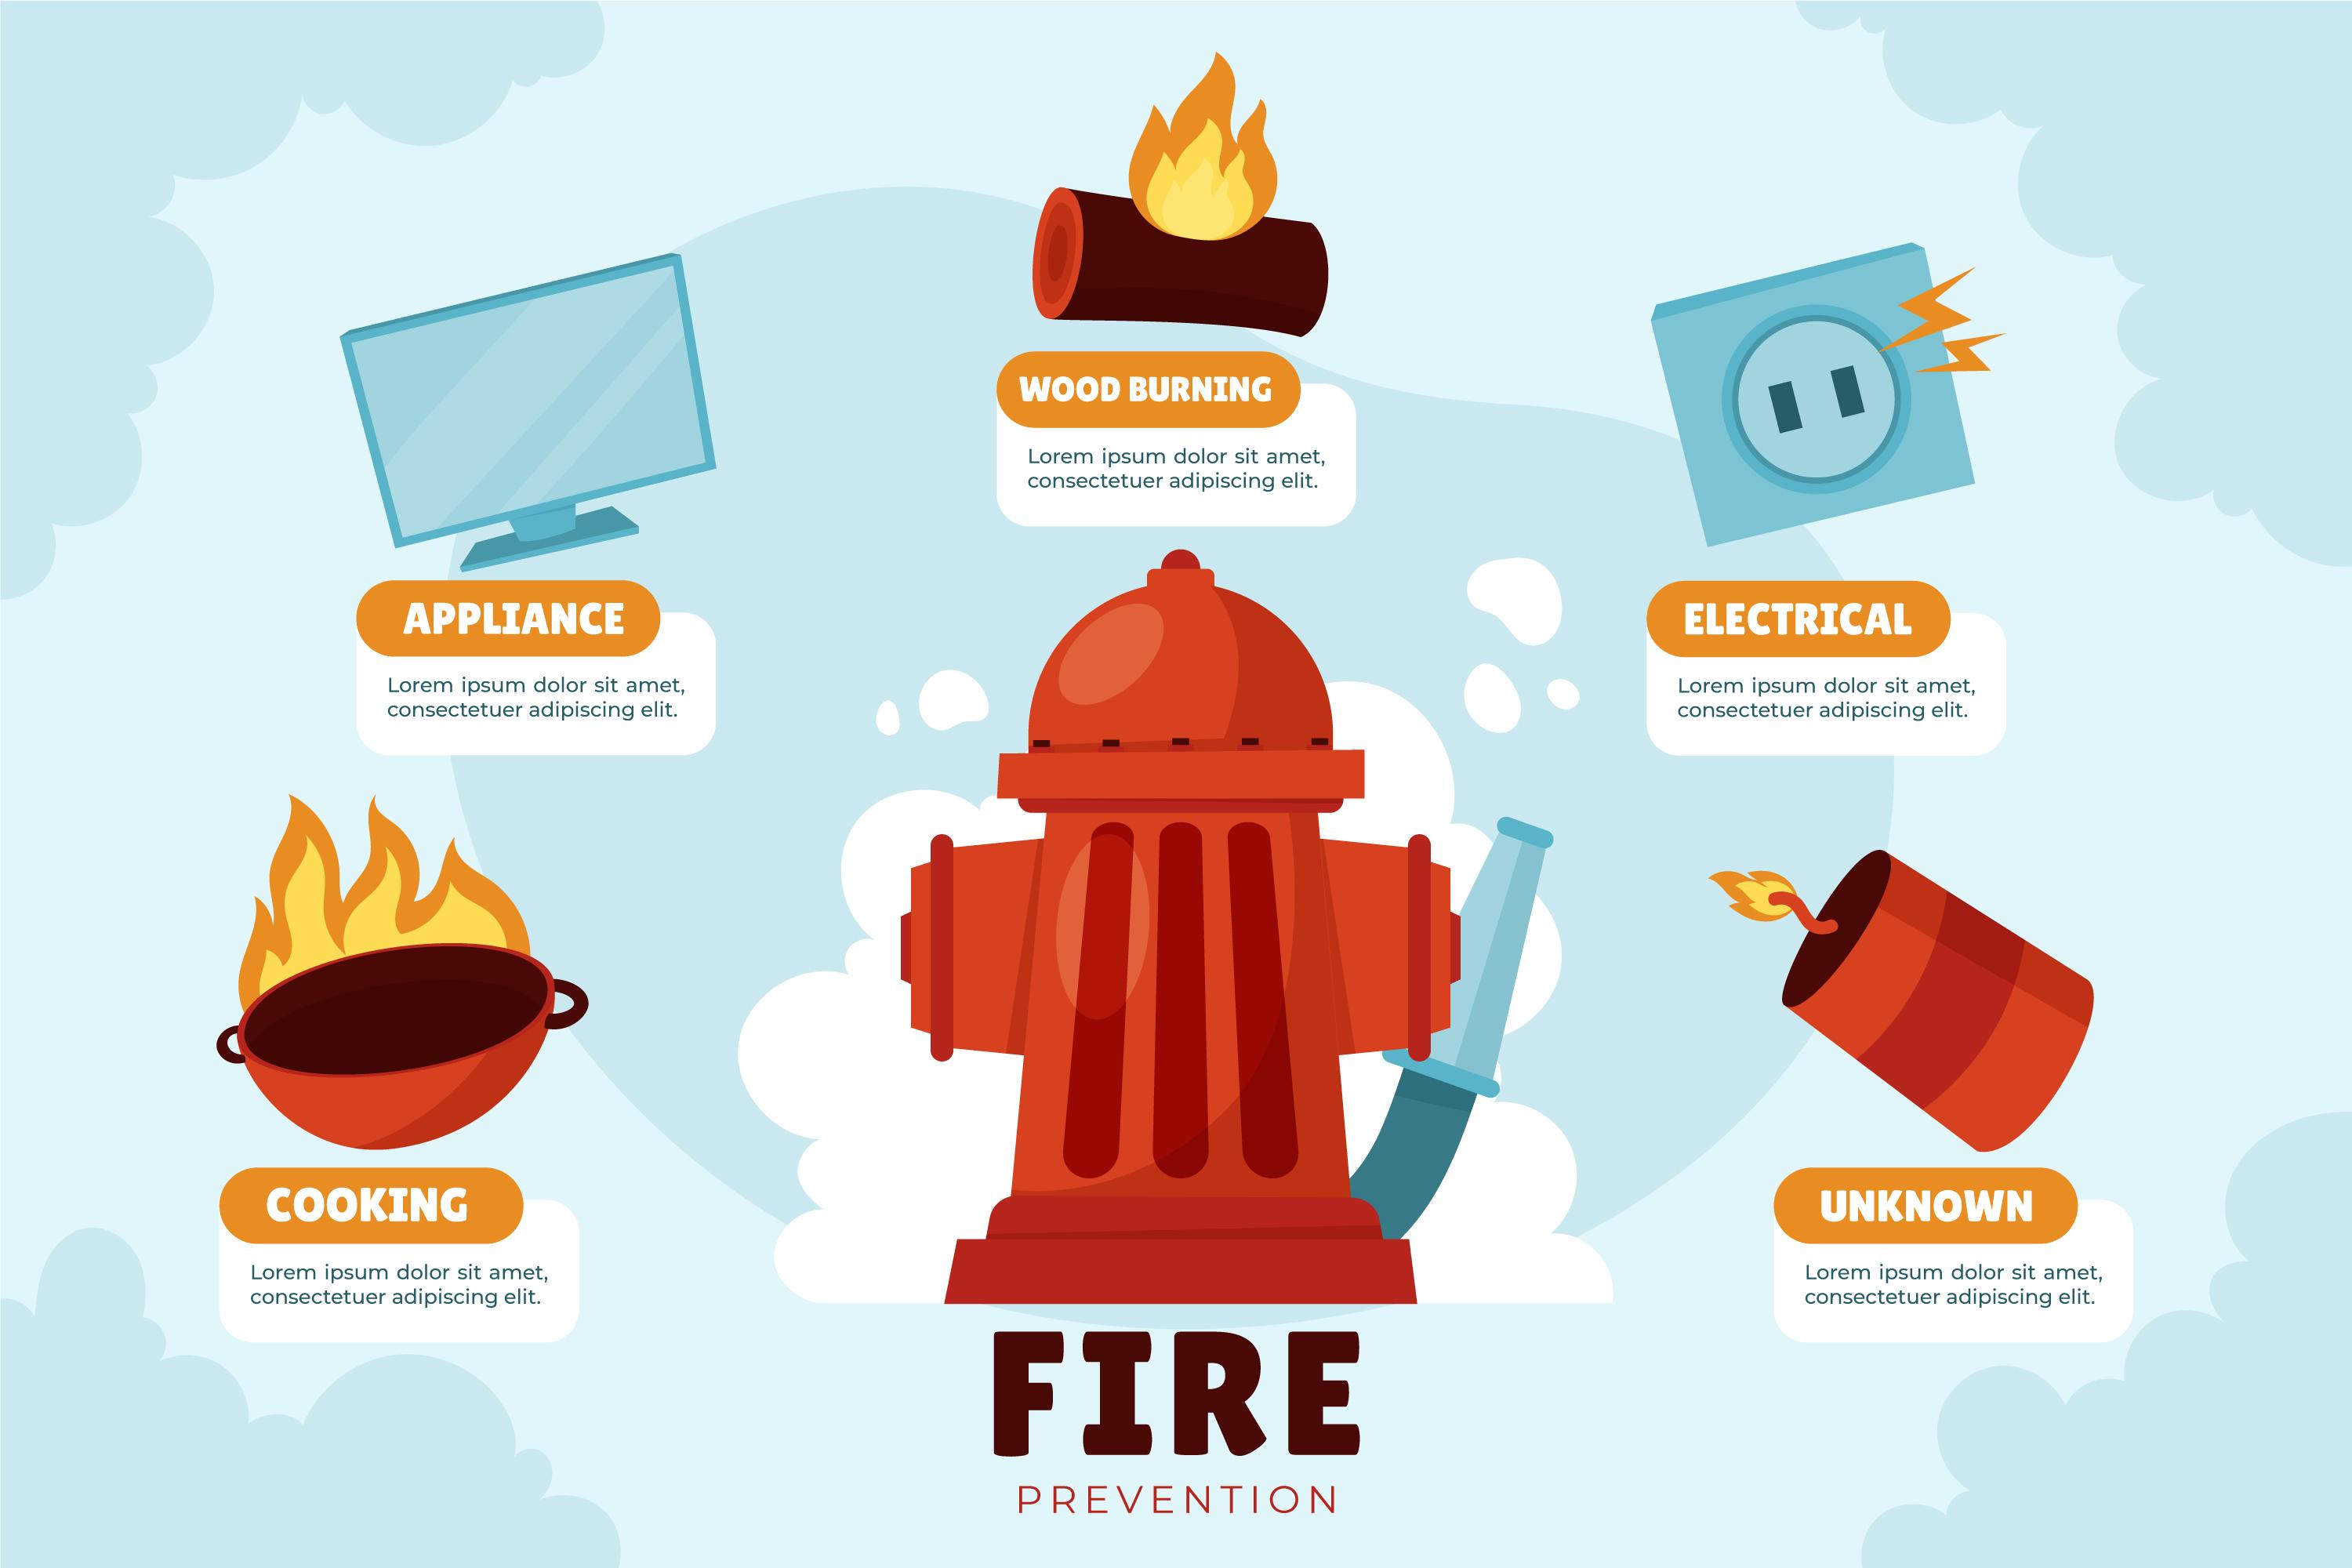 WOOD BURNING
Lorem ipsum dolor sit amet,
consectetuer adipiscing elit.
APPLIANCE
Lorem ipsum dolor sit amet,
consectetuer adipiscing elit.
ELECTRICAL
Lorem ipsum dolor sit amet,
consectetuer adipiscing elit.
COOKING
Lorem ipsum dolor sit amet,
consectetuer adipiscing elit.
UNKNOWN
Lorem ipsum dolor sit amet,
consectetuer adipiscing elit.
FIRE
PREVENTION